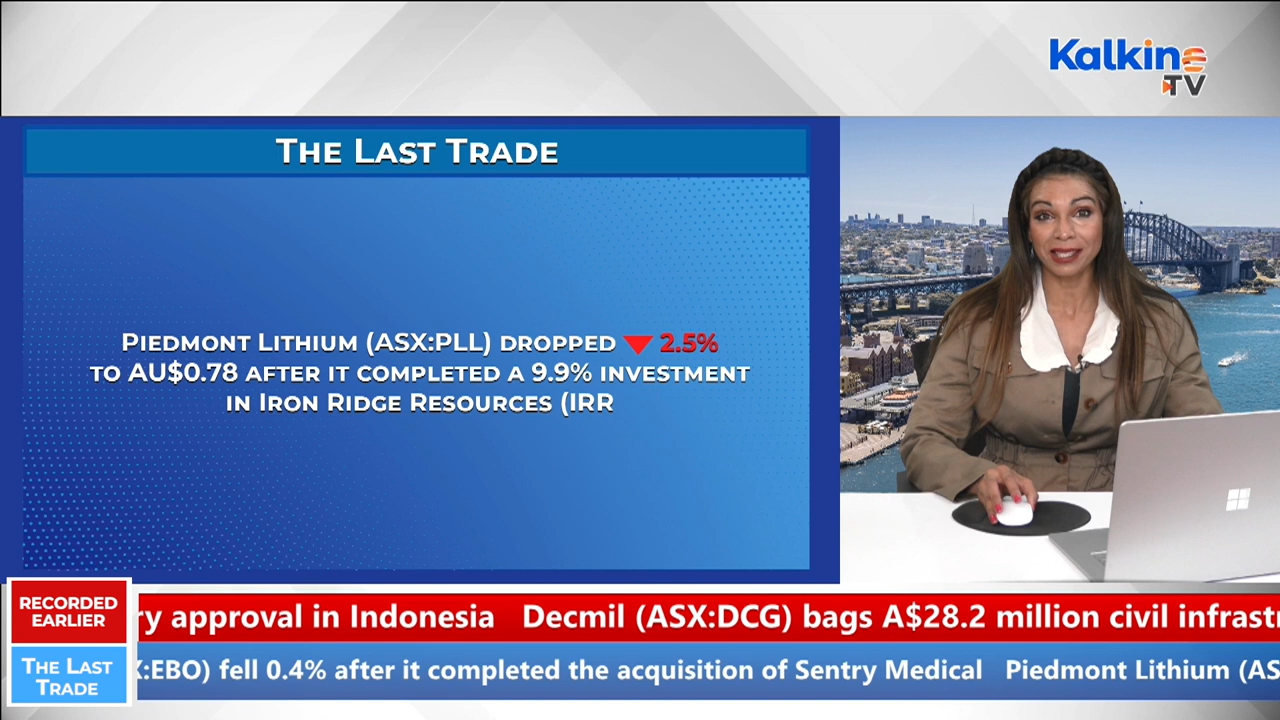 Kalkine
TV
The Last Trade
Piedmont Lithium (ASX:PLL) dropped ▼ 2.5%
to AU$0.78 after it completed a 9.9% investment
in Iron Ridge Resources (IRR
RECORDED
EARLIER
ry approval in Indonesia Decmil (ASX:DCG) bags A$28.2 million civil infrast
The Last
Trade
X:EBO) fell 0.4% after it completed the acquisition of Sentry Medical Piedmont Lithium (AS